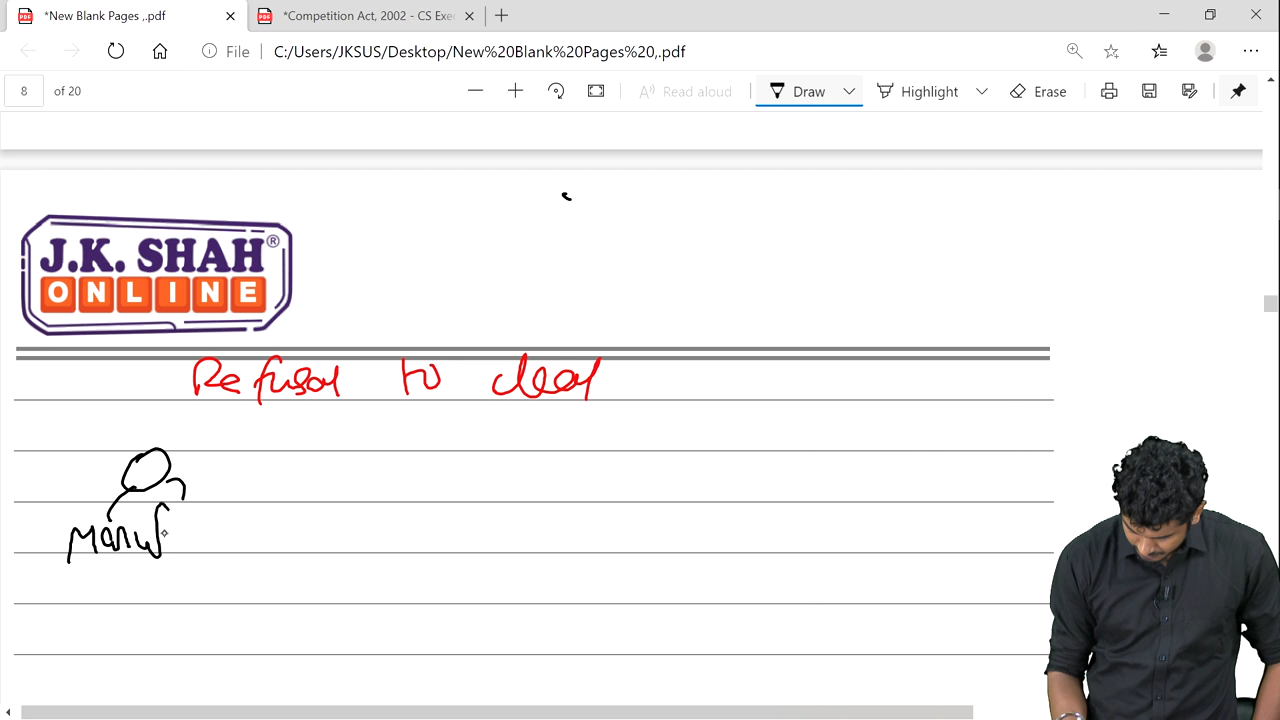 *New Blank Pages ,.pdf
*Competition Act, 2002 - CS Exec
File C:/Users/JKSUS/Desktop/New%20Blank%20Pages%20,.pdf
8 of 20 Read aloud Draw Highlight Erase
J.K. SHAH®
ONLINE
Refusal to deal
Manuf